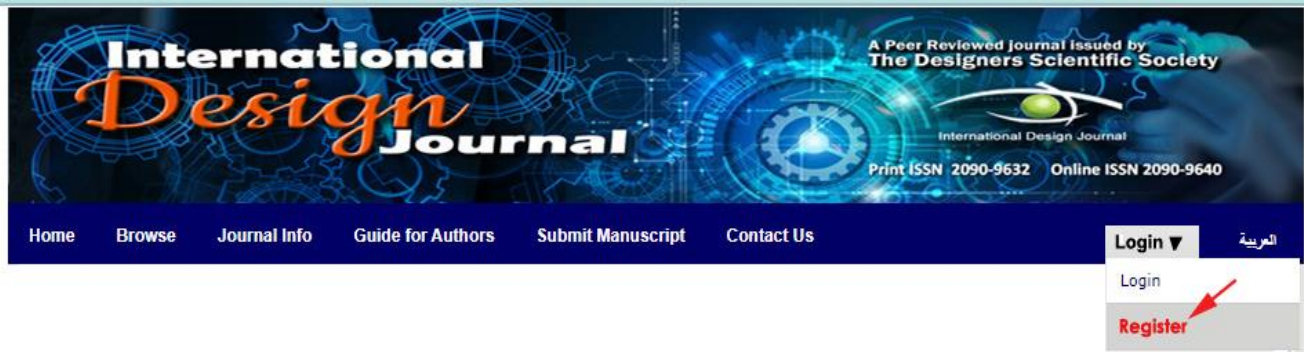 International
Design
Journal
A Peer Reviewed journal issued by
The Designers Scientific Society
International Design Journal
Print ISSN 2090-9632 Online ISSN 2090-9640
Home Browse Journal Info Guide for Authors Submit Manuscript Contact Us Login ▼ العربية
Login
Register